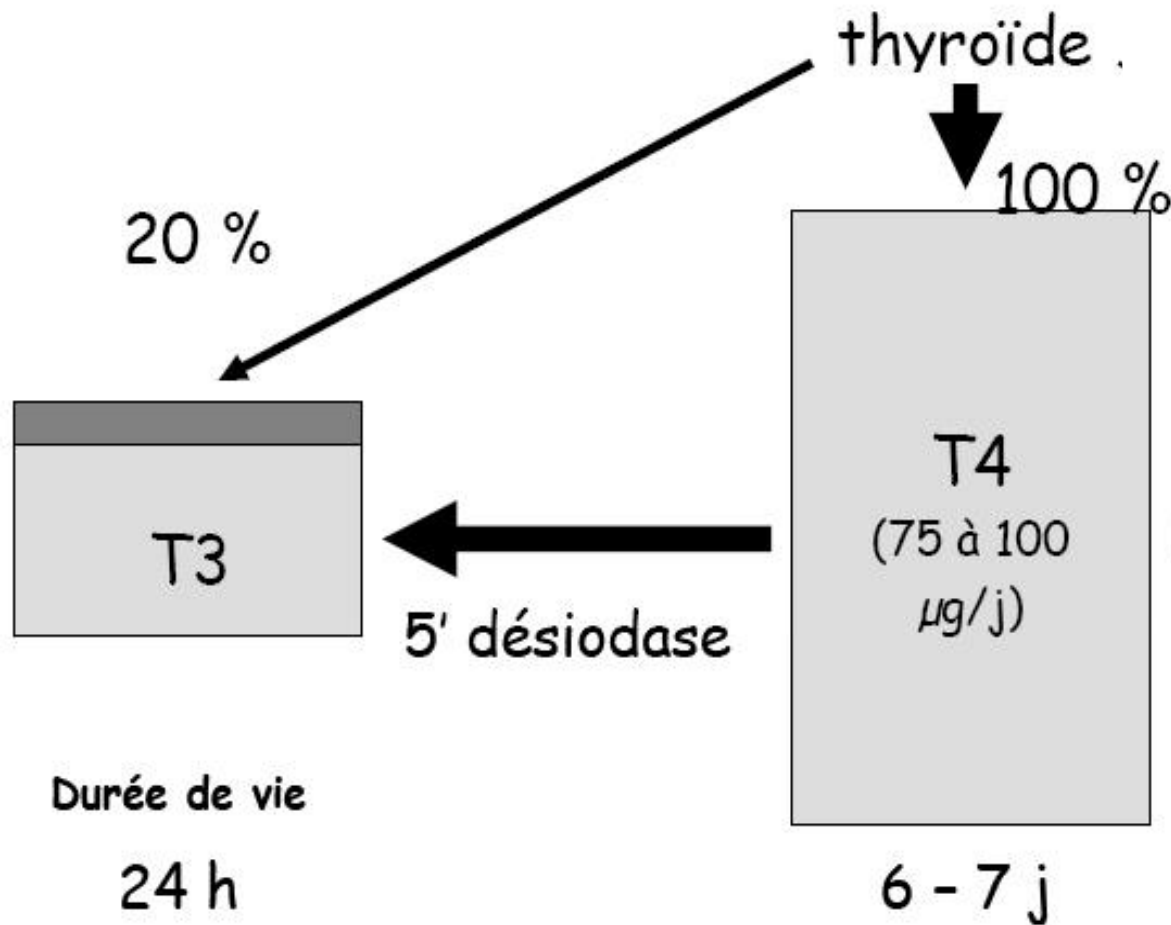 thyroïde .
100 %
20 %
T4
(75 à 100
µg/j)
T3
5' désiodase
Durée de vie
24 h
6 - 7 j